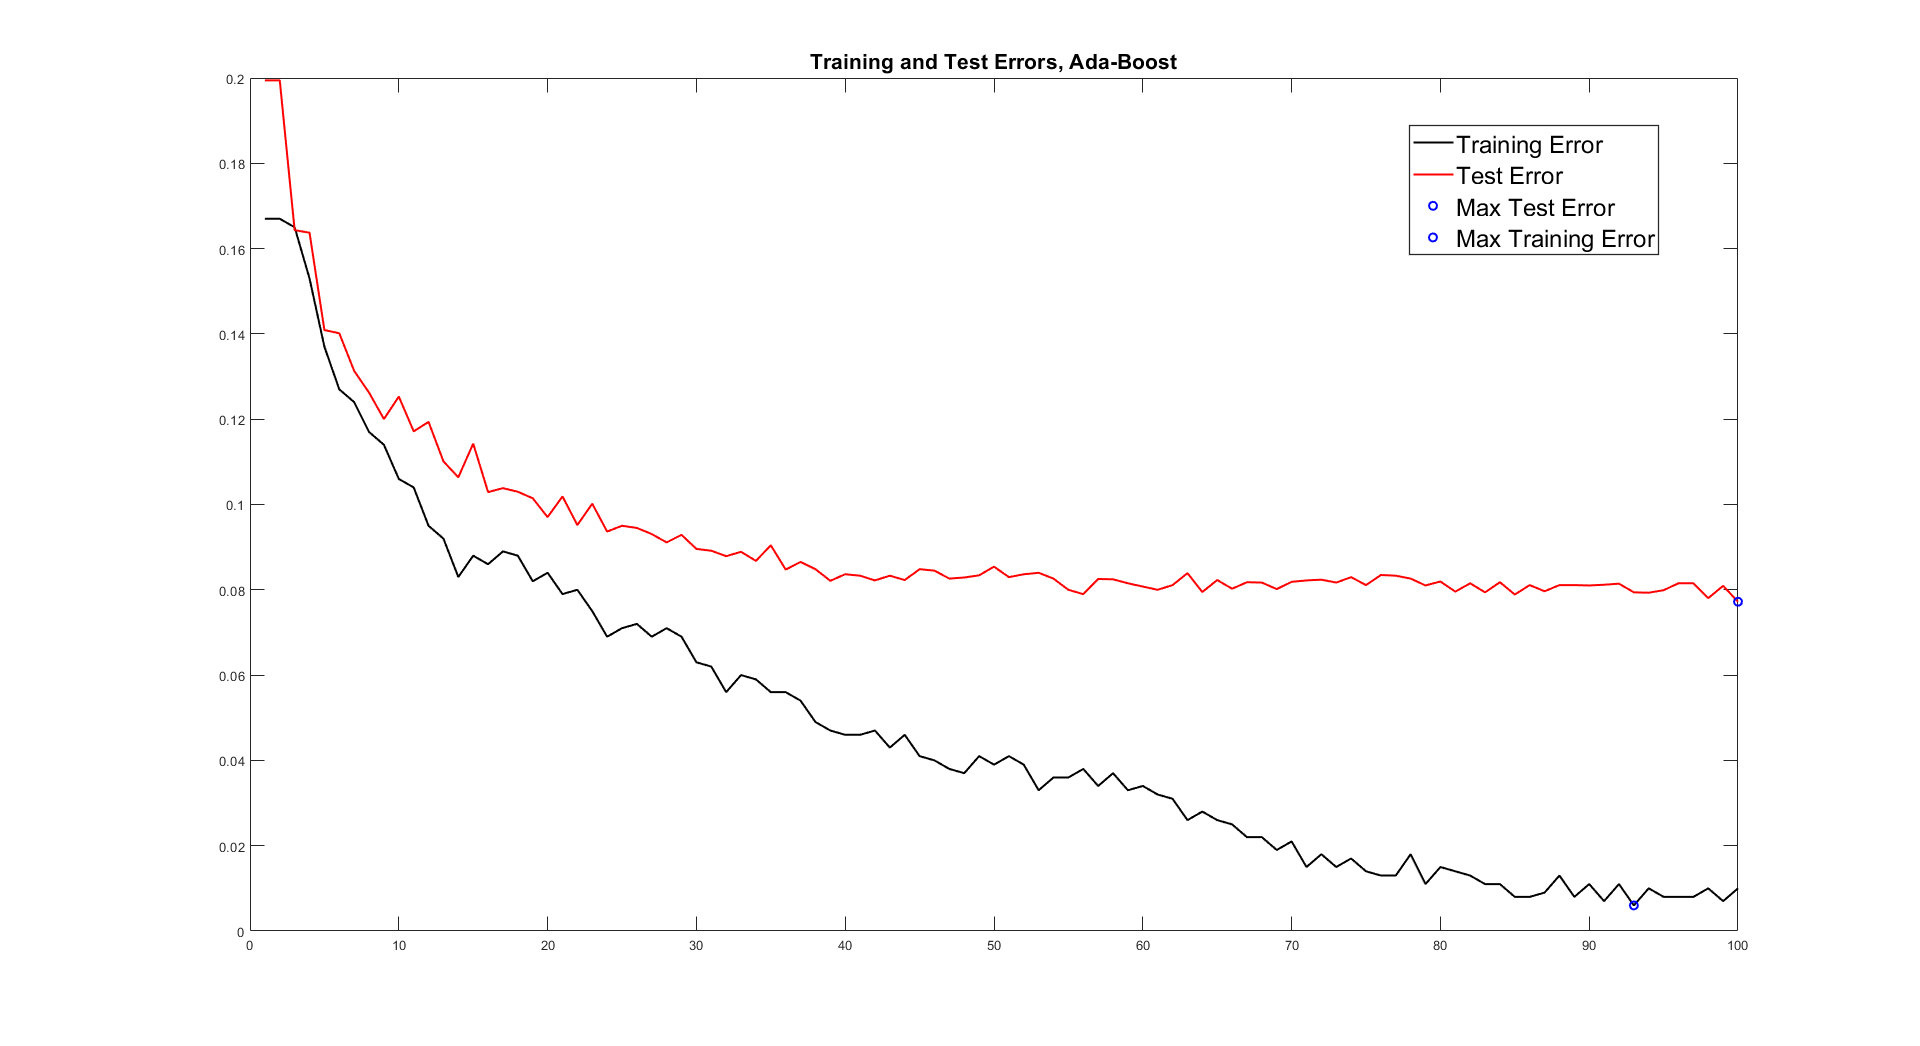 Training and Test Errors, Ada-Boost
0.2
0.18
0.16
0.14
0.12
0.1
0.08
0.06
0.04
0.02
0
Training Error
Test Error
Max Test Error
Max Training Error
0 10 20 30 40 50 60 70 80 90 100